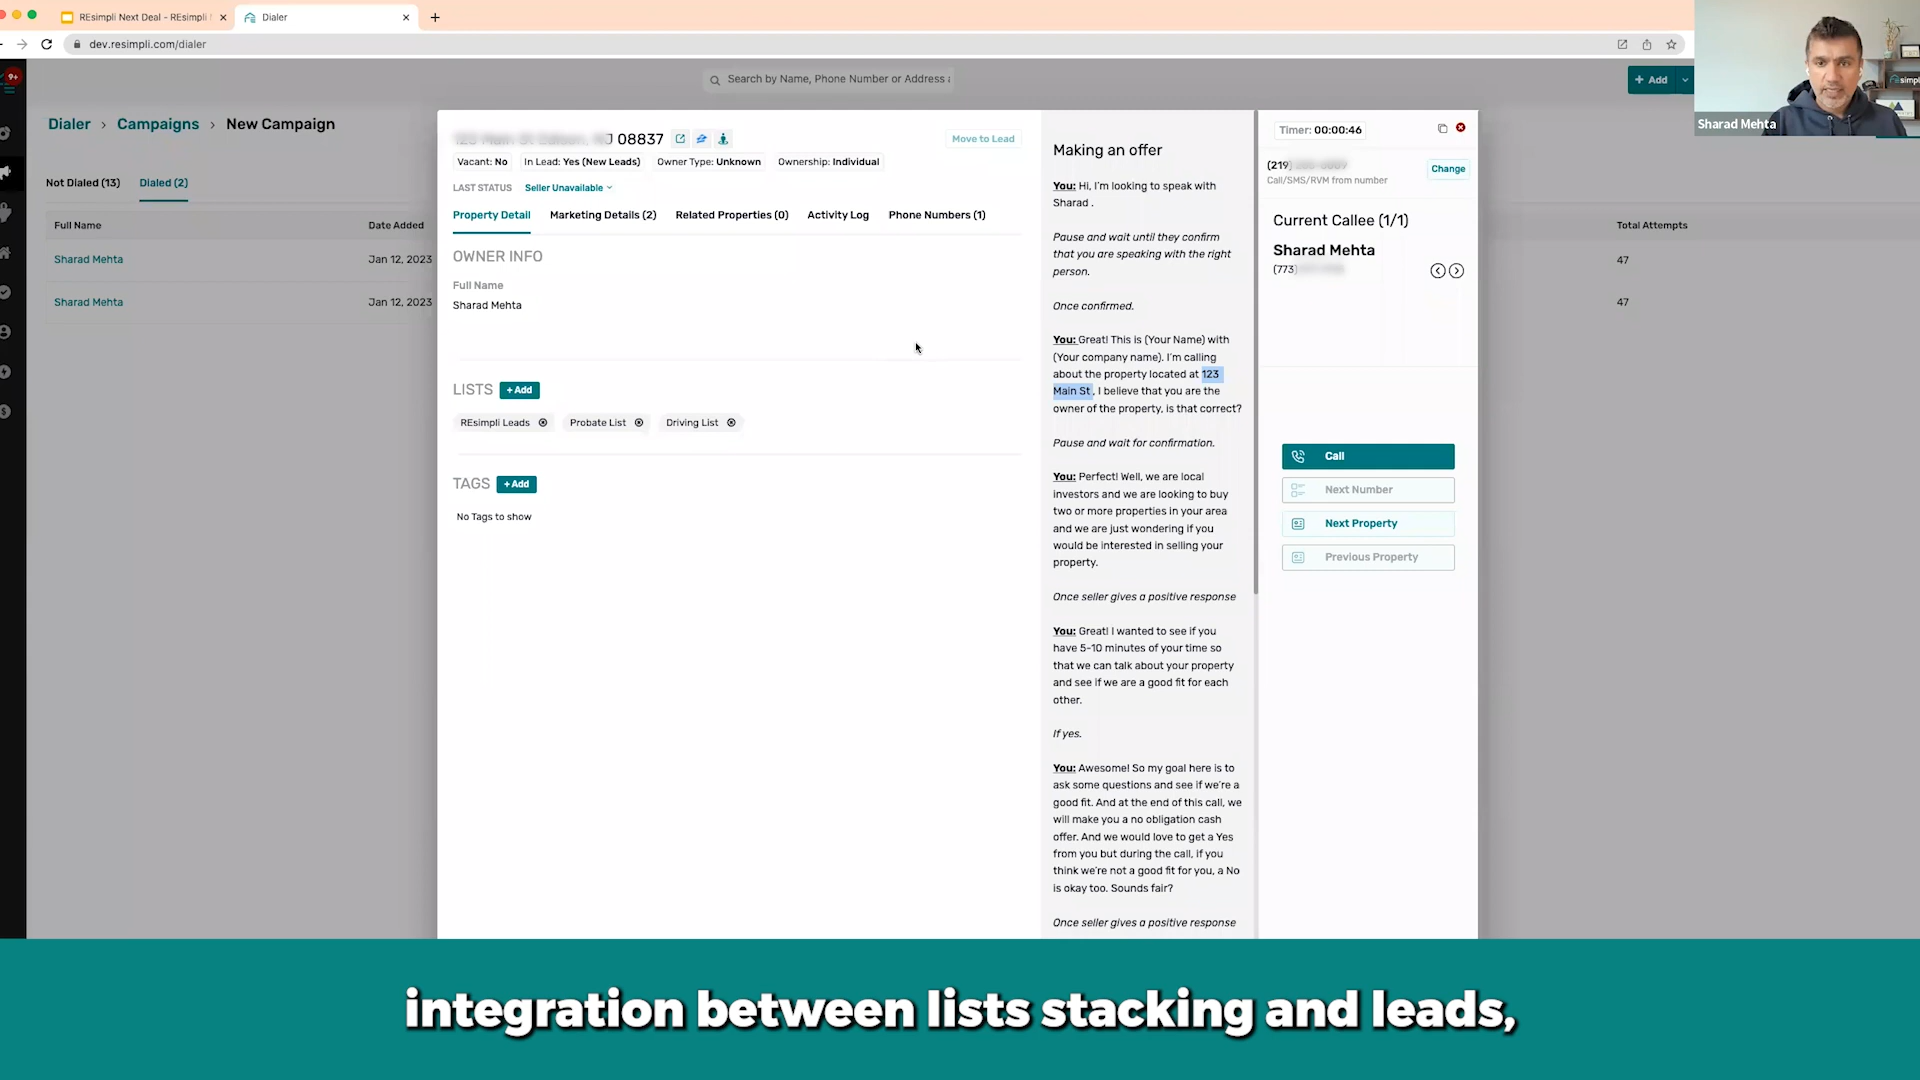 REsimpli Next Deal - REsimpli
Dialer
dev.resimpli.com/dialer
9+
Search by Name, Phone Number or Address
+ Add
Sharad Mehta
Dialer > Campaigns > New Campaign
Not Dialed (13)
Dialed (2)
Full Name
Date Added
Total Attempts
Sharad Mehta
Jan 12, 2023
47
Sharad Mehta
Jan 12, 2023
47
08837
Move to Lead
Vacant: No
In Lead: Yes (New Leads)
Owner Type: Unknown
Ownership: Individual
LAST STATUS
Seller Unavailable
Property Detail
Marketing Details (2)
Related Properties (0)
Activity Log
Phone Numbers (1)
OWNER INFO
Full Name
Sharad Mehta
LISTS
+ Add
REsimpli Leads
Probate List
Driving List
TAGS
+ Add
No Tags to show
Making an offer
You: Hi, I'm looking to speak with
Sharad .
Pause and wait until they confirm
that you are speaking with the right
person.
Once confirmed.
You: Great! This is (Your Name) with
(Your company name). I'm calling
about the property located at 123
Main St , I believe that you are the
owner of the property, is that correct?
Pause and wait for confirmation.
You: Perfect! Well, we are local
investors and we are looking to buy
two or more properties in your area
and we are just wondering if you
would be interested in selling your
property.
Once seller gives a positive response
You: Great! I wanted to see if you
have 5-10 minutes of your time so
that we can talk about your property
and see if we are a good fit for each
other.
If yes.
You: Awesome! So my goal here is to
ask some questions and see if we're a
good fit. And at the end of this call, we
will make you a no obligation cash
offer. And we would love to get a Yes
from you but during the call, if you
think we're not a good fit for you, a No
is okay too. Sounds fair?
Once seller gives a positive response
Timer: 00:00:46
(219)
Call/SMS/RVM from number
Change
Current Callee (1/1)
Sharad Mehta
(773)
Call
Next Number
Next Property
Previous Property
integration between lists stacking and leads,